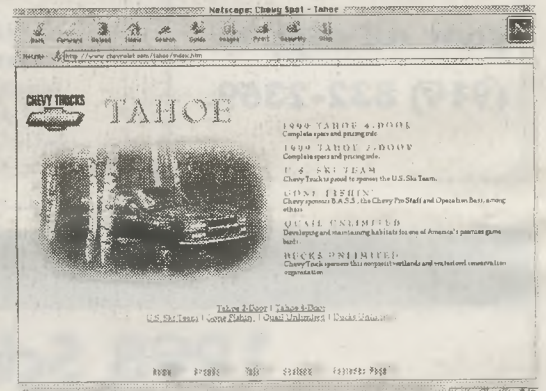 Netscape: Chevy Spot - Tahoe
Back Forward Reload Home Search Guide Images Print Security Stop
http://www.chevrolet.com/tahoe/index.htm
CHEVY TRUCKS
TAHOE
1999 TAHOE 4-DOOR
Complete specs and pricing info.
1999 TAHOE 2-DOOR
Complete specs and pricing info.
U.S. SKI TEAM
Chevy Truck is proud to sponsor the U.S. Ski Team.
GONE FISHIN'
Chevy sponsors B.A.S.S., the Chevy Pro Staff and Operation Bass, among
others
QUAIL UNLIMITED
Developing and maintaining habitats for one of America's premier game
birds.
DUCKS UNLIMITED
Chevy Truck sponsors this nonprofit wetlands and waterfowl conservation
organization
Tahoe 2-Door | Tahoe 4-Door
U.S. Ski Team | Gone Fishin' | Quail Unlimited | Ducks Unlimited
Home